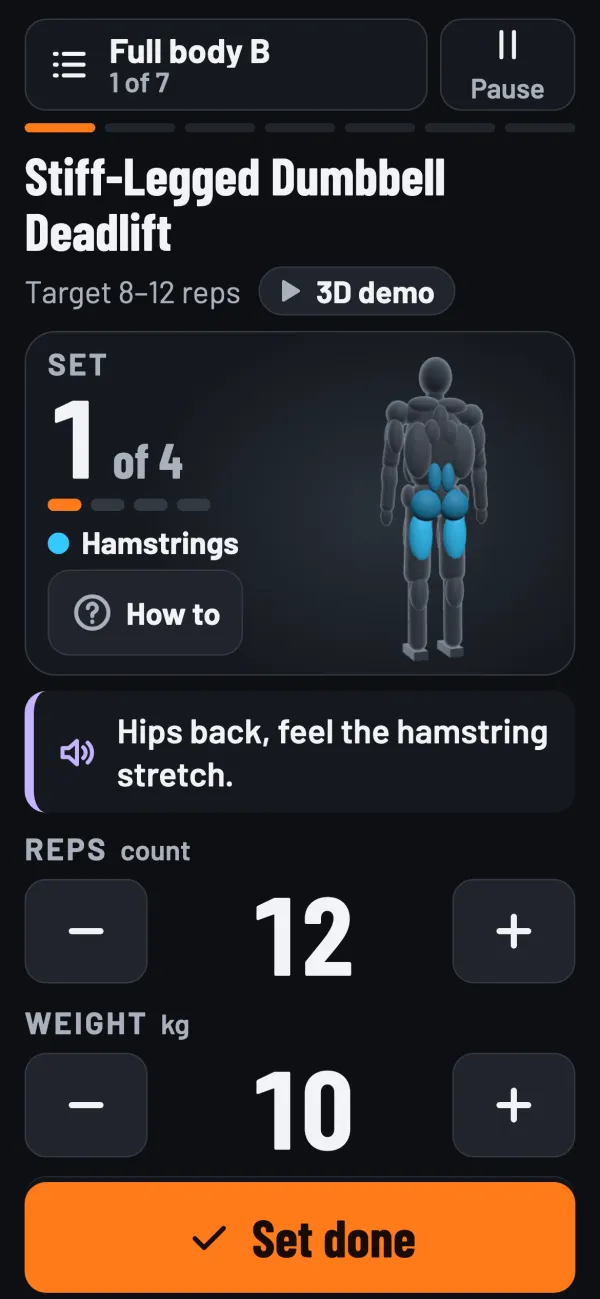 Full body B
1 of 7
Pause
Stiff-Legged Dumbbell
Deadlift
Target 8–12 reps
3D demo
SET
1 of 4
Hamstrings
How to
Hips back, feel the hamstring
stretch.
REPS count
12
WEIGHT kg
10
Set done